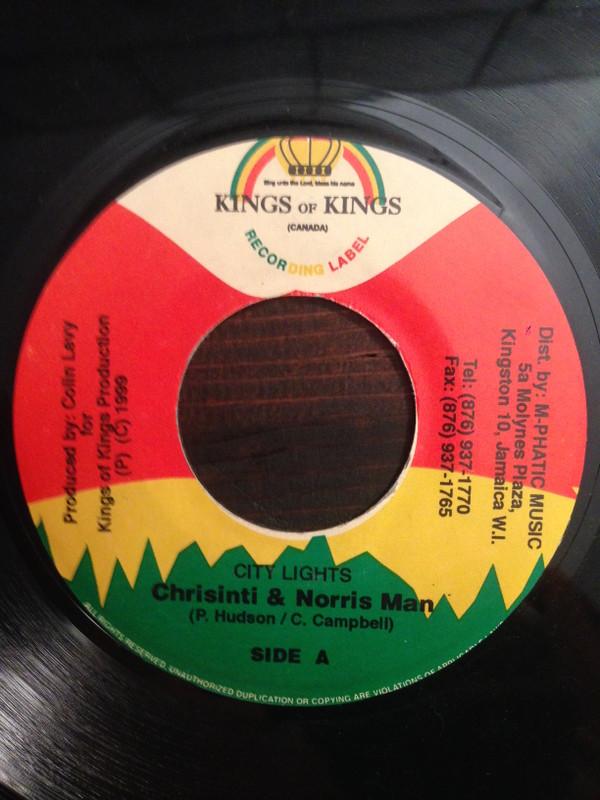 Sing unto the Lord, bless his name
KINGS OF KINGS
(CANADA)
RECORDING LABEL
Produced by: Colin Levy
for
Kings of Kings Production
(P) (C) 1999
Dist. by: M-PHATIC MUSIC
5a Molynes Plaza,
Kingston 10, Jamaica W.I.
Tel: (876) 937-1770
Fax: (876) 937-1765
CITY LIGHTS
Chrisinti & Norris Man
(P. Hudson / C. Campbell)
SIDE A
ALL RIGHTS RESERVED. UNAUTHORIZED DUPLICATION OR COPYING ARE VIOLATIONS OF